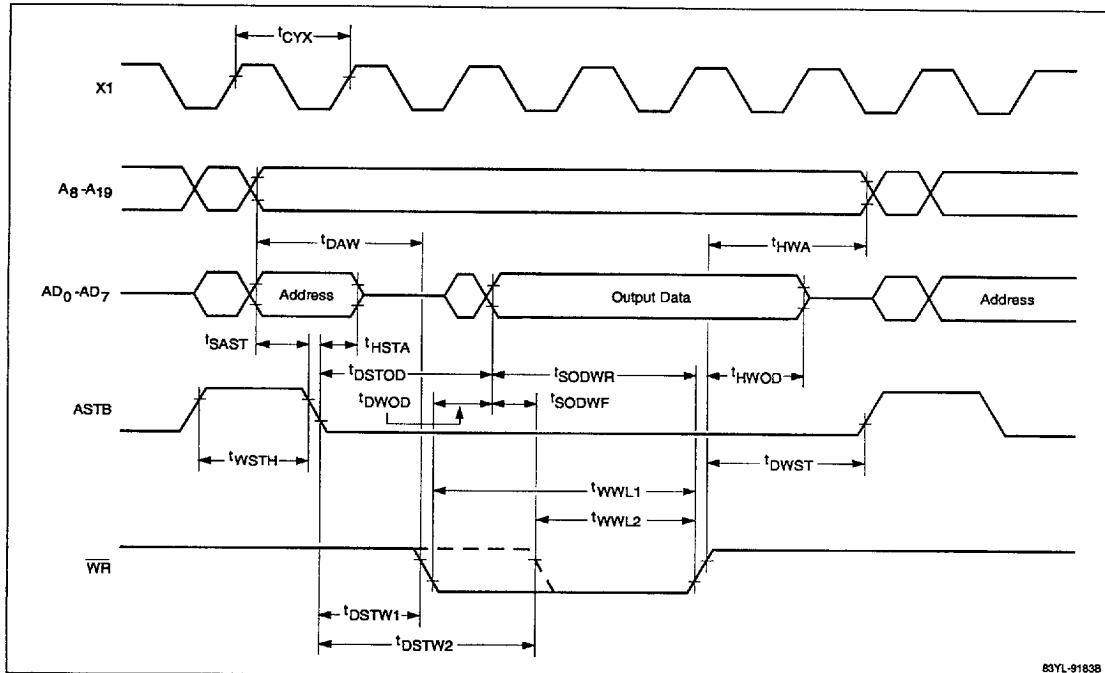 tCYX
X1
A8-A19
tDAW
tHWA
AD0-AD7
Address
Output Data
Address
tSAST
tHSTA
tDSTOD
tSODWR
tHWOD
tDWOD
tSODWF
ASTB
tWSTH
tDWST
tWWL1
tWWL2
WR
tDSTW1
tDSTW2
83YL-9183B